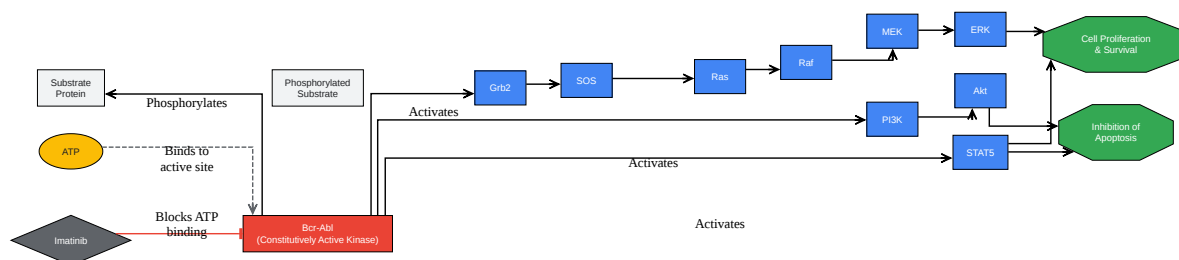 MEK
ERK
Cell Proliferation
& Survival
Raf
Ras
SOS
Grb2
Substrate
Protein
Phosphorylated
Substrate
Phosphorylates
Activates
Akt
PI3K
Inhibition of
Apoptosis
ATP
Binds to
active site
STAT5
Activates
Blocks ATP
binding
Imatinib
Bcr-Abl
(Constitutively Active Kinase)
Activates